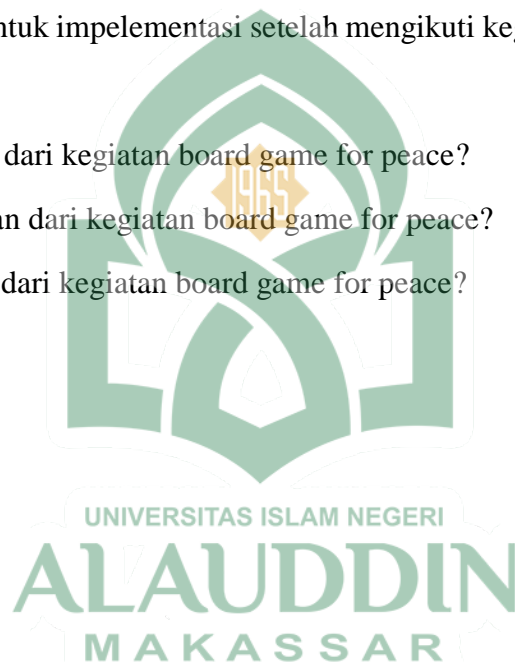 ntuk impelementasi setelah mengikuti keg
dari kegiatan board game for peace?
an dari kegiatan board game for peace?
dari kegiatan board game for peace?
1965
UNIVERSITAS ISLAM NEGERI
ALAUDDIN
MAKASSAR